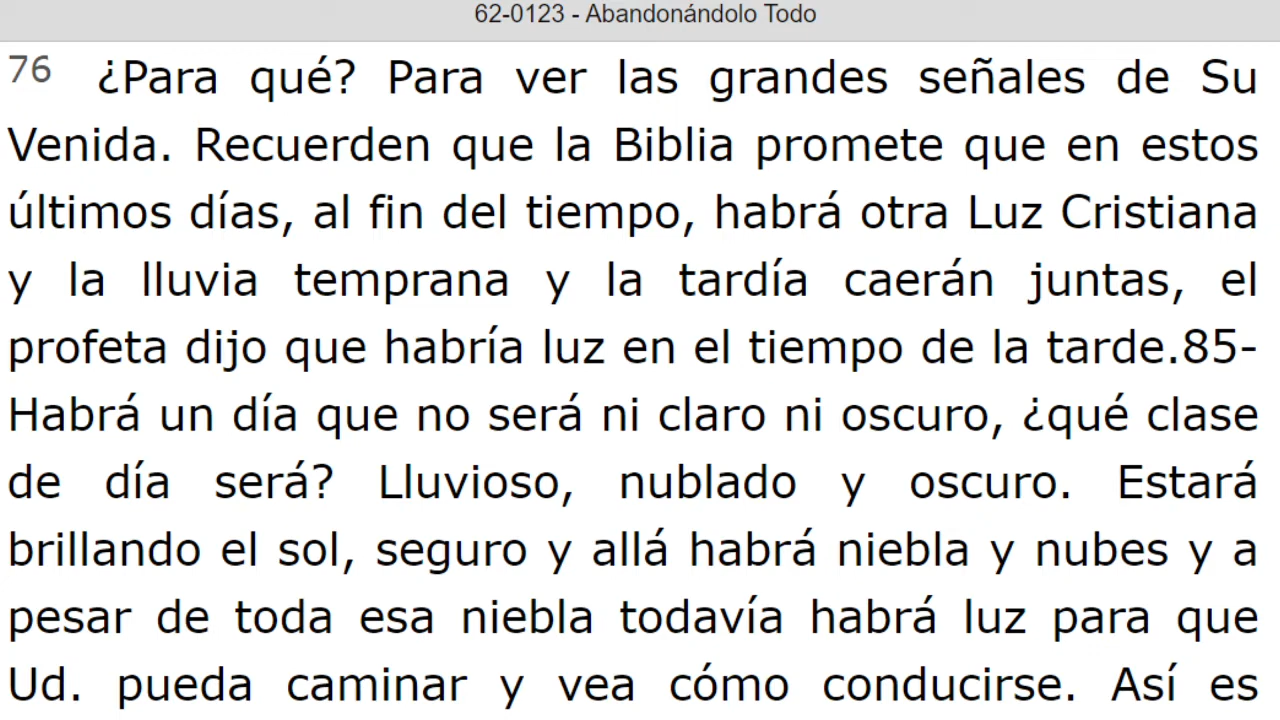 62-0123 - Abandonándolo Todo
76 ¿Para qué? Para ver las grandes señales de Su
Venida. Recuerden que la Biblia promete que en estos
últimos días, al fin del tiempo, habrá otra Luz Cristiana
y la lluvia temprana y la tardía caerán juntas, el
profeta dijo que habría luz en el tiempo de la tarde.85-
Habrá un día que no será ni claro ni oscuro, ¿qué clase
de día será? Lluvioso, nublado y oscuro. Estará
brillando el sol, seguro y allá habrá niebla y nubes y a
pesar de toda esa niebla todavía habrá luz para que
Ud. pueda caminar y vea cómo conducirse. Así es